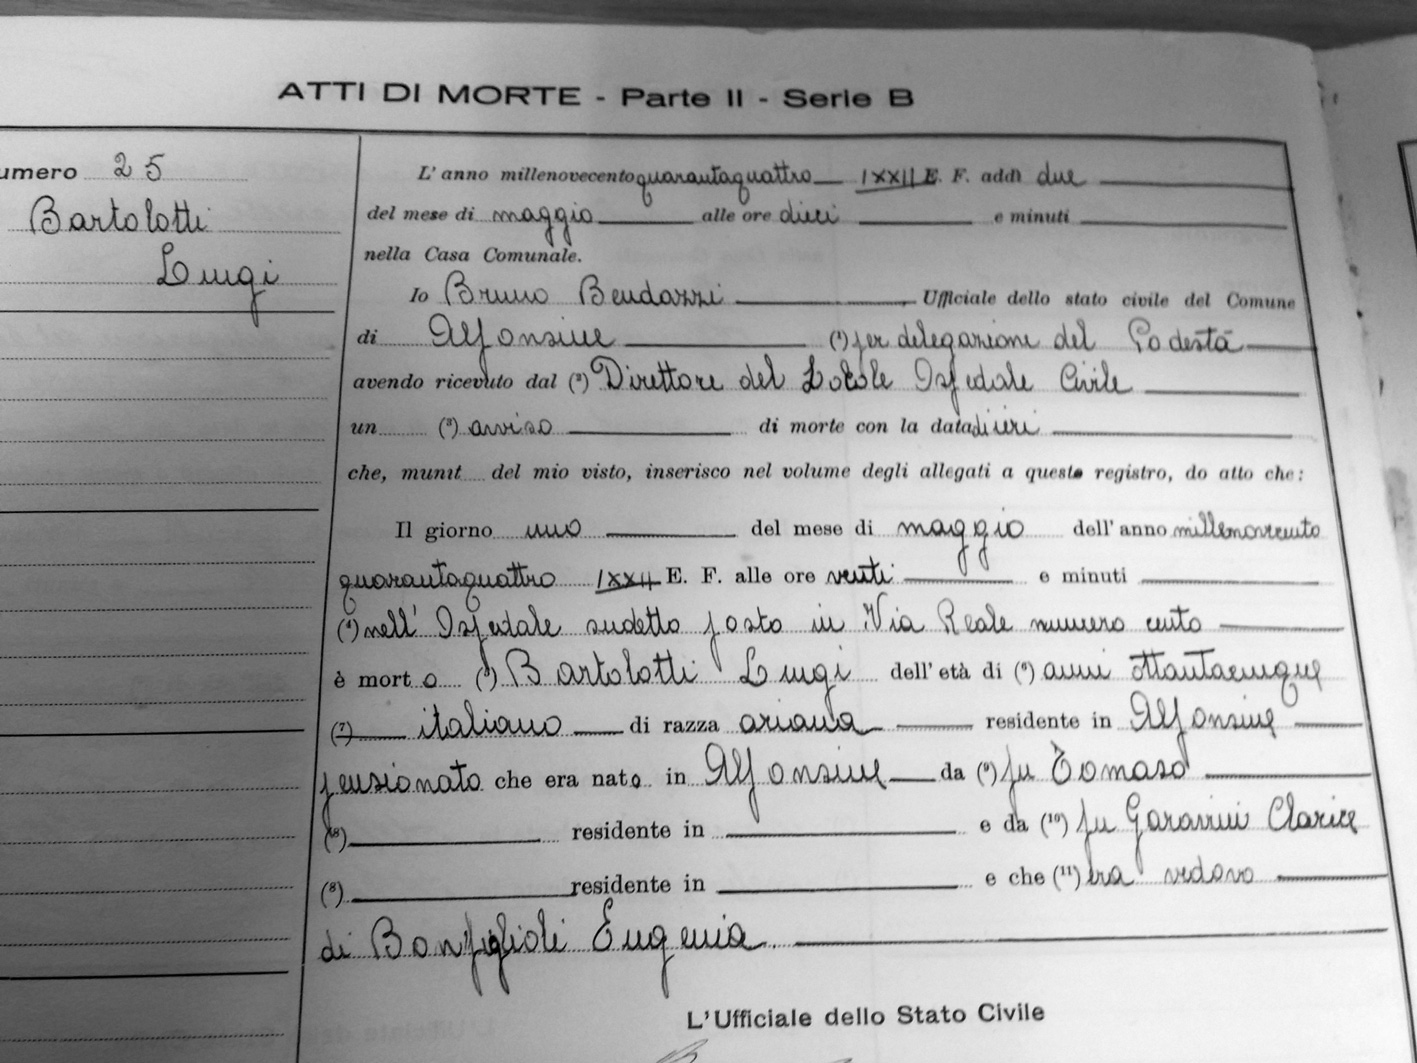 ATTI DI MORTE - Parte II - Serie B
umero 25
Bartolotti
Luigi
L' anno millenovecentoquarantaquattro IXXII E. F. addì due
del mese di maggio alle ore dieci e minuti
nella Casa Comunale.
Io Bruno Bendazzi, Ufficiale dello stato civile del Comune
di Alfonsine (¹) per delegazione del Podestà
avendo ricevuto dal (²) Direttore del Locale Ospedale Civile
un (³) avviso di morte con la data di ieri
che, munit del mio visto, inserisco nel volume degli allegati a questo registro, do atto che:
Il giorno uno del mese di maggio dell' anno millenovecento
quarantaquattro IXXII E. F. alle ore venti e minuti
(⁴) nell' Ospedale sudetto posto in Via Reale numero cento
è morto (⁵) Bartolotti Luigi dell' età di (⁶) anni ottantacinque
(⁷) italiano di razza ariana residente in Alfonsine
pensionato che era nato in Alfonsine da (⁹) fu Tomaso
(⁸) residente in e da (¹⁰) fu Garavini Clarice
(⁸) residente in e che (¹¹) era vedovo
di Bonfiglioli Eugenia.
L'Ufficiale dello Stato Civile